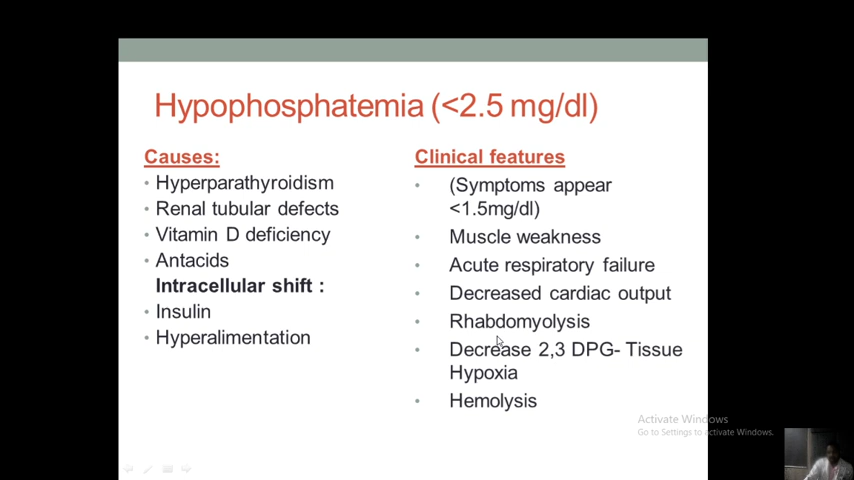 Hypophosphatemia (<2.5 mg/dl)
Causes:
• Hyperparathyroidism
• Renal tubular defects
• Vitamin D deficiency
• Antacids
Intracellular shift :
• Insulin
• Hyperalimentation
Clinical features
• (Symptoms appear
<1.5mg/dl)
• Muscle weakness
• Acute respiratory failure
• Decreased cardiac output
• Rhabdomyolysis
• Decrease 2,3 DPG- Tissue
Hypoxia
• Hemolysis
Activate Windows
Go to Settings to activate Windows.